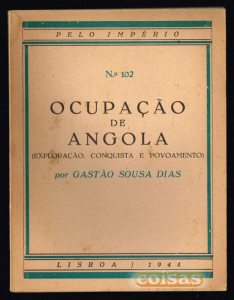 PELO IMPÉRIO
N.º 102
OCUPAÇÃO
DE
ANGOLA
(EXPLORAÇÃO, CONQUISTA E POVOAMENTO)
por GASTÃO SOUSA DIAS
LISBOA / 1944
coisas